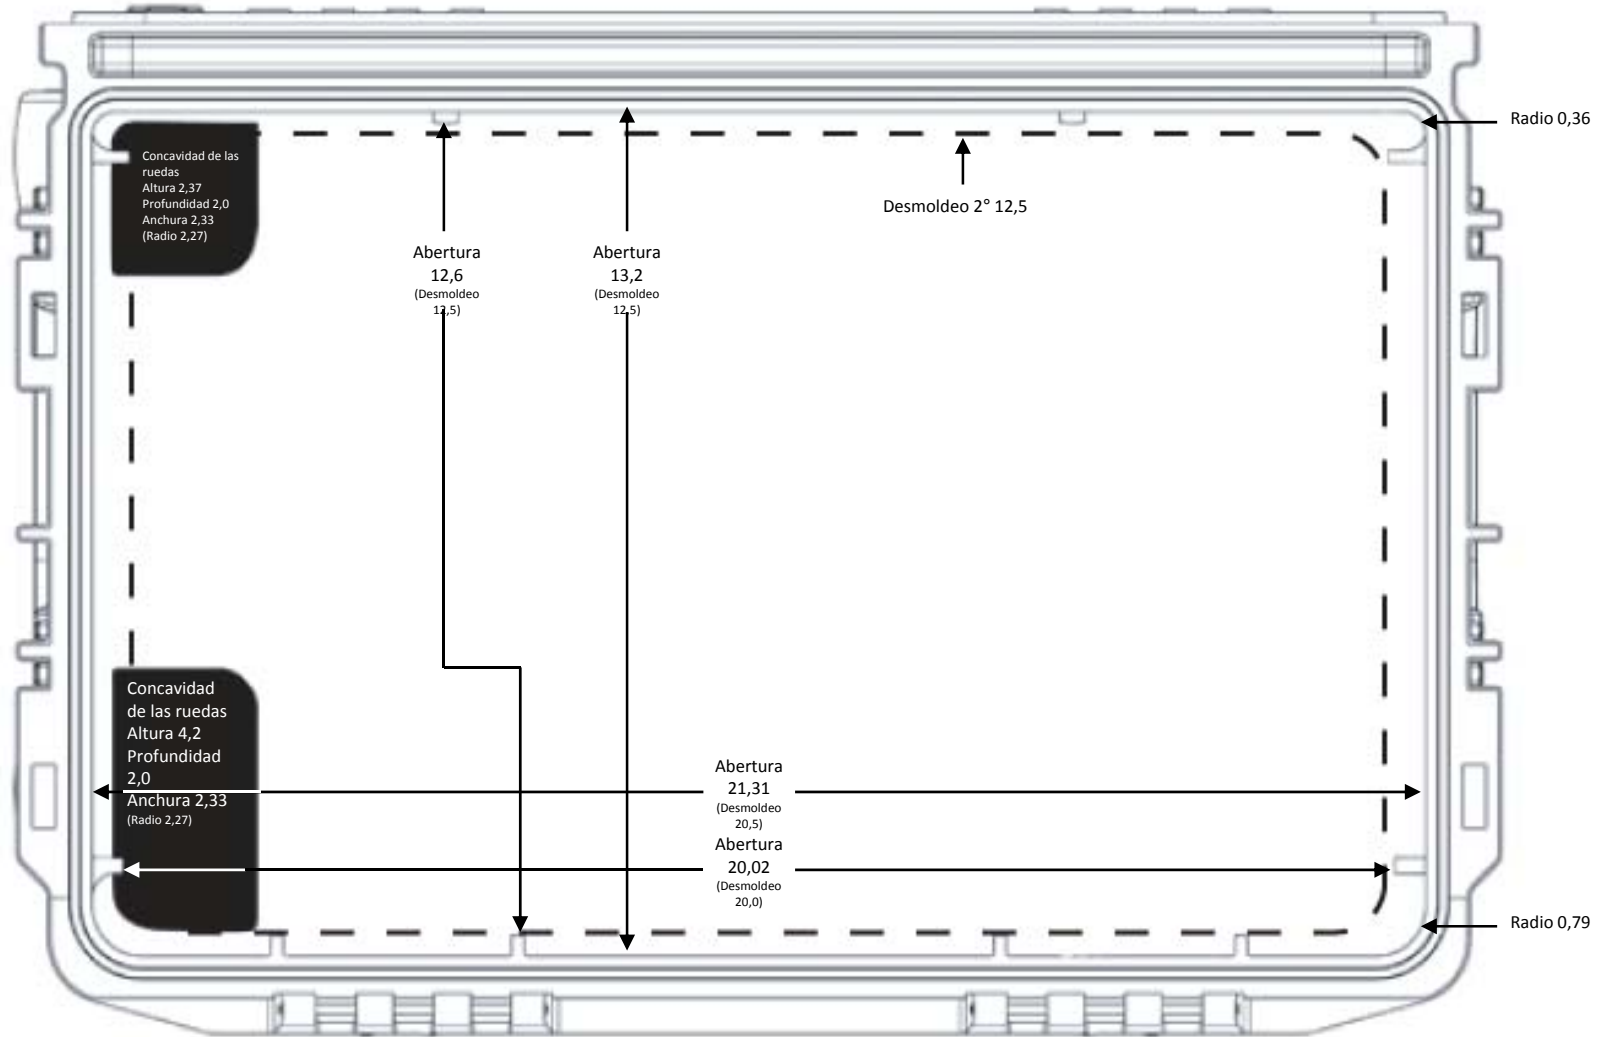 Radio 0,36
Concavidad de las
ruedas
Altura 2,37
Profundidad 2,0
Anchura 2,33
(Radio 2,27)
Desmoldeo 2° 12,5
Abertura
12,6
(Desmoldeo
12,5)
Abertura
13,2
(Desmoldeo
12,5)
Concavidad
de las ruedas
Altura 4,2
Profundidad
2,0
Anchura 2,33
(Radio 2,27)
Abertura
21,31
(Desmoldeo
20,5)
Abertura
20,02
(Desmoldeo
20,0)
Radio 0,79